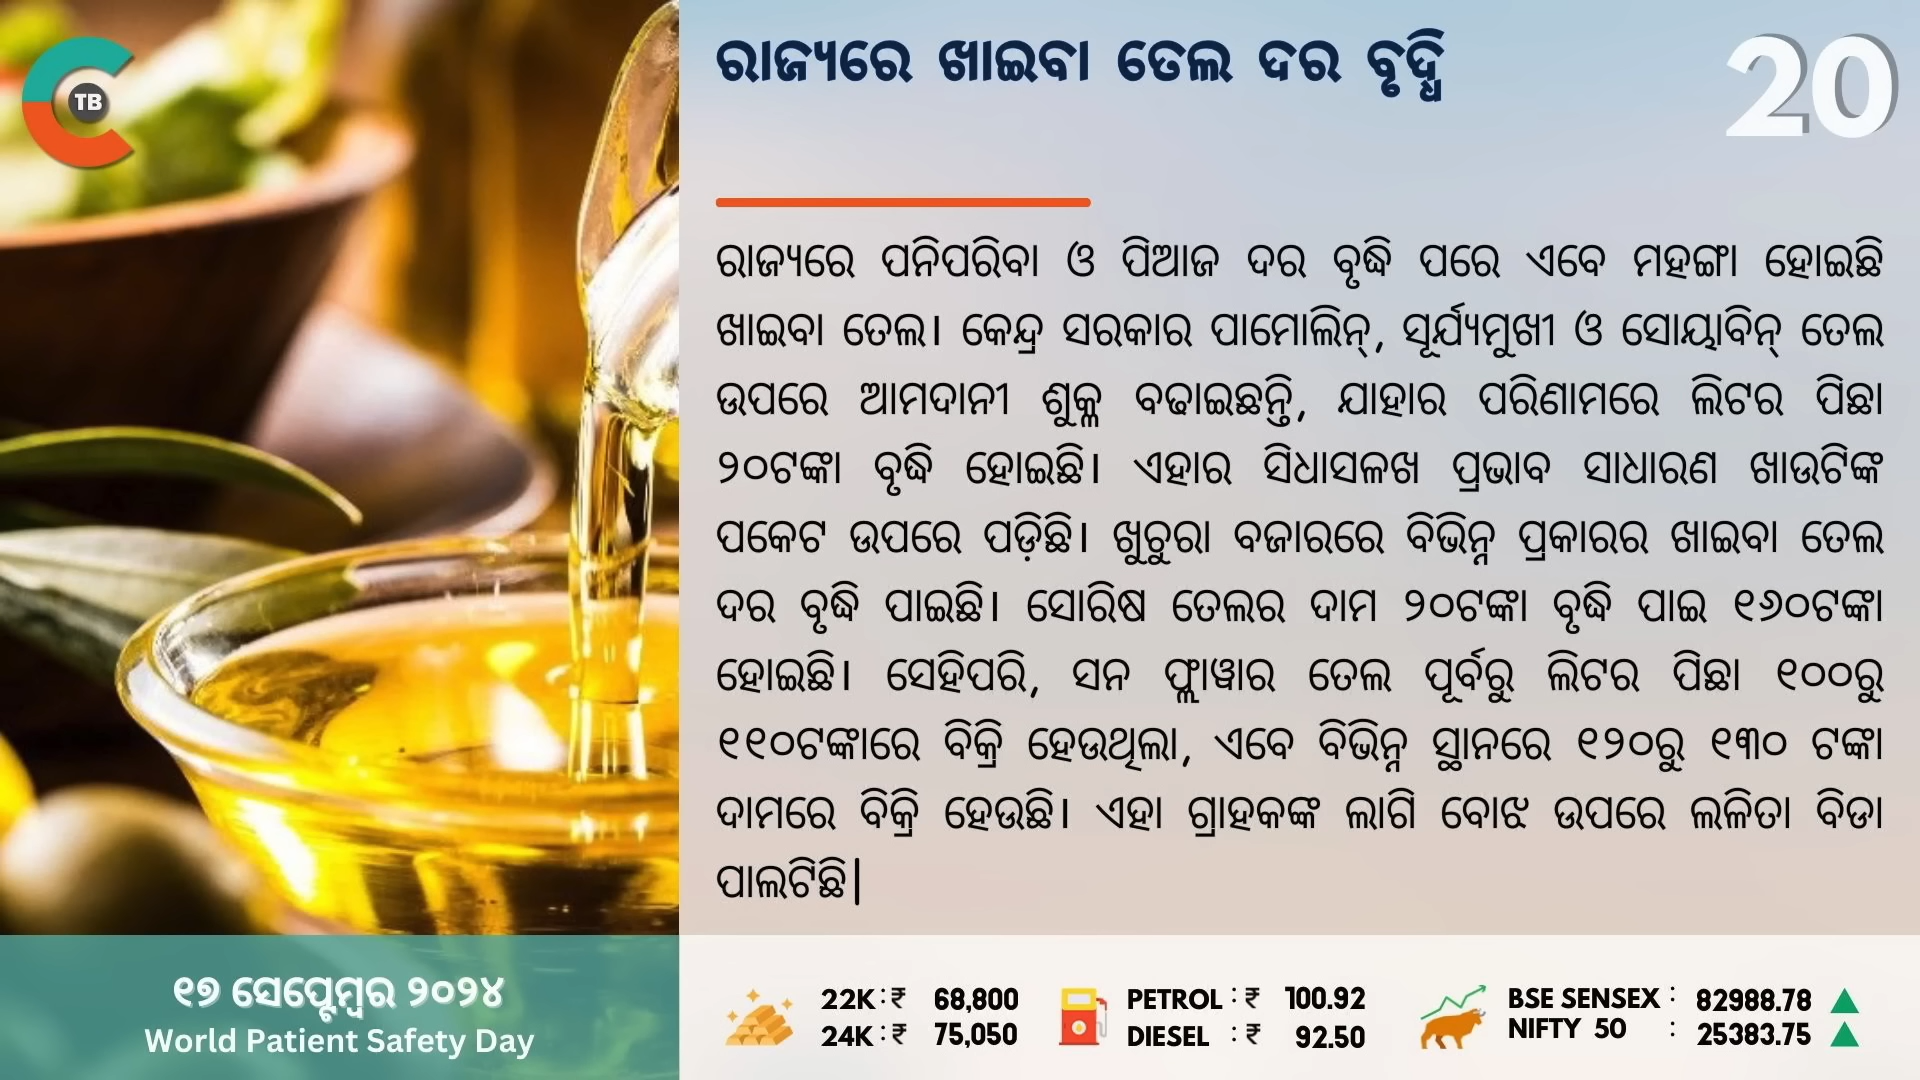 TB
ରାଜ୍ୟରେ ଖାଇବା ତେଲ ଦର ବୃଦ୍ଧି
20
ରାଜ୍ୟରେ ପନିପରିବା ଓ ପିଆଜ ଦର ବୃଦ୍ଧି ପରେ ଏବେ ମହଙ୍ଗା ହୋଇଛି
ଖାଇବା ତେଲ। କେନ୍ଦ୍ର ସରକାର ପାମୋଲିନ୍, ସୂର୍ଯ୍ୟମୁଖୀ ଓ ସୋୟାବିନ୍ ତେଲ
ଉପରେ ଆମଦାନୀ ଶୁଳ୍କ ବଢାଇଛନ୍ତି, ଯାହାର ପରିଣାମରେ ଲିଟର ପିଛା
୨୦ଟଙ୍କା ବୃଦ୍ଧି ହୋଇଛି। ଏହାର ସିଧାସଳଖ ପ୍ରଭାବ ସାଧାରଣ ଖାଉଟିଙ୍କ
ପକେଟ ଉପରେ ପଡ଼ିଛି। ଖୁଚୁରା ବଜାରରେ ବିଭିନ୍ନ ପ୍ରକାରର ଖାଇବା ତେଲ
ଦର ବୃଦ୍ଧି ପାଇଛି। ସୋରିଷ ତେଲର ଦାମ ୨୦ଟଙ୍କା ବୃଦ୍ଧି ପାଇ ୧୬୦ଟଙ୍କା
ହୋଇଛି। ସେହିପରି, ସନ ଫ୍ଲାୱାର ତେଲ ପୂର୍ବରୁ ଲିଟର ପିଛା ୧୦୦ରୁ
୧୧୦ଟଙ୍କାରେ ବିକ୍ରି ହେଉଥିଲା, ଏବେ ବିଭିନ୍ନ ସ୍ଥାନରେ ୧୨୦ରୁ ୧୩୦ ଟଙ୍କା
ଦାମରେ ବିକ୍ରି ହେଉଛି। ଏହା ଗ୍ରାହକଙ୍କ ଲାଗି ବୋଝ ଉପରେ ଲଳିତା ବିଡା
ପାଲଟିଛି|
୧୭ ସେପ୍ଟେମ୍ବର ୨୦୨୪
World Patient Safety Day
22K : ₹ 68,800
24K : ₹ 75,050
PETROL : ₹ 100.92
DIESEL : ₹ 92.50
BSE SENSEX : 82988.78
NIFTY 50 : 25383.75